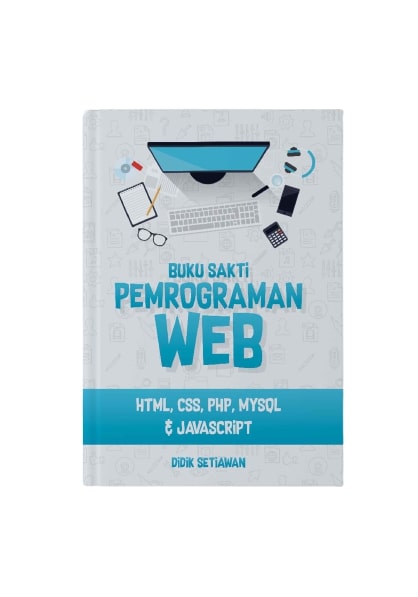 BUKU SAKTI
PEMROGRAMAN
WEB
HTML, CSS, PHP, MYSQL
& JAVASCRIPT
DIDIK SETIAWAN